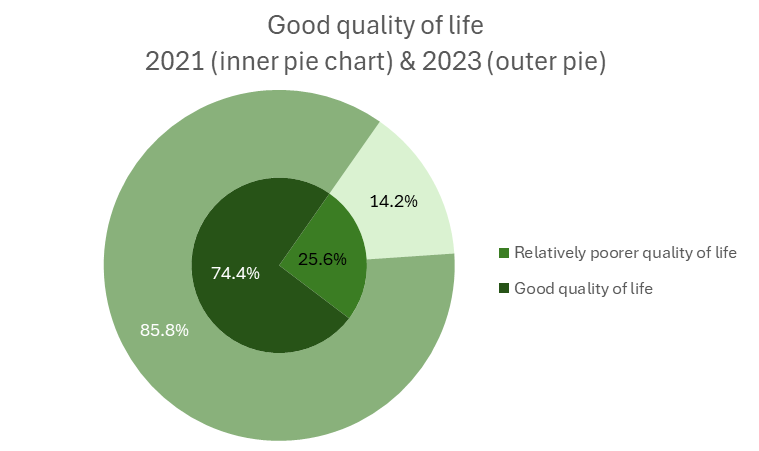 Good quality of life
2021 (inner pie chart) & 2023 (outer pie)
14.2%
25.6%
74.4%
85.8%
Relatively poorer quality of life
Good quality of life